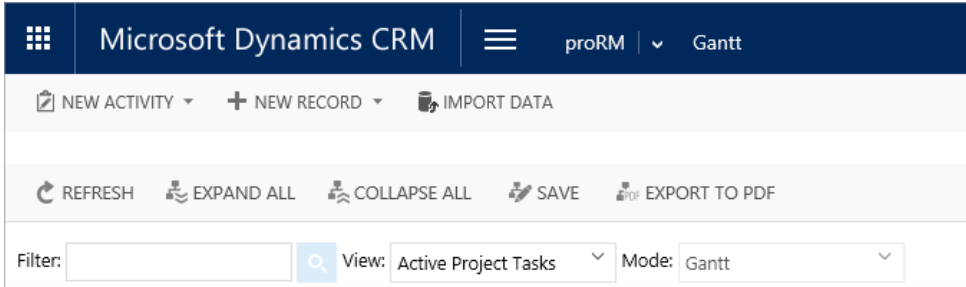 Microsoft Dynamics CRM proRM Gantt
NEW ACTIVITY NEW RECORD IMPORT DATA
REFRESH EXPAND ALL COLLAPSE ALL SAVE PDF EXPORT TO PDF
Filter: View: Active Project Tasks Mode: Gantt